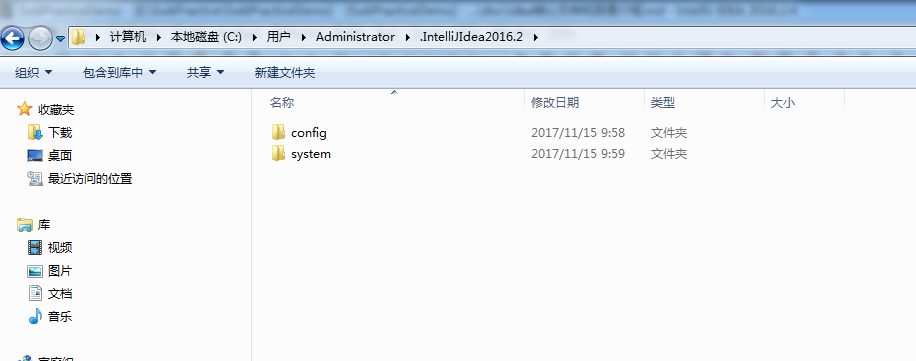 计算机 本地磁盘 (C:) 用户 Administrator .IntelliJIdea2016.2
组织 包含到库中 共享 新建文件夹
名称 修改日期 类型 大小
收藏夹
下载
桌面
最近访问的位置
库
视频
图片
文档
音乐
config 2017/11/15 9:58 文件夹
system 2017/11/15 9:59 文件夹